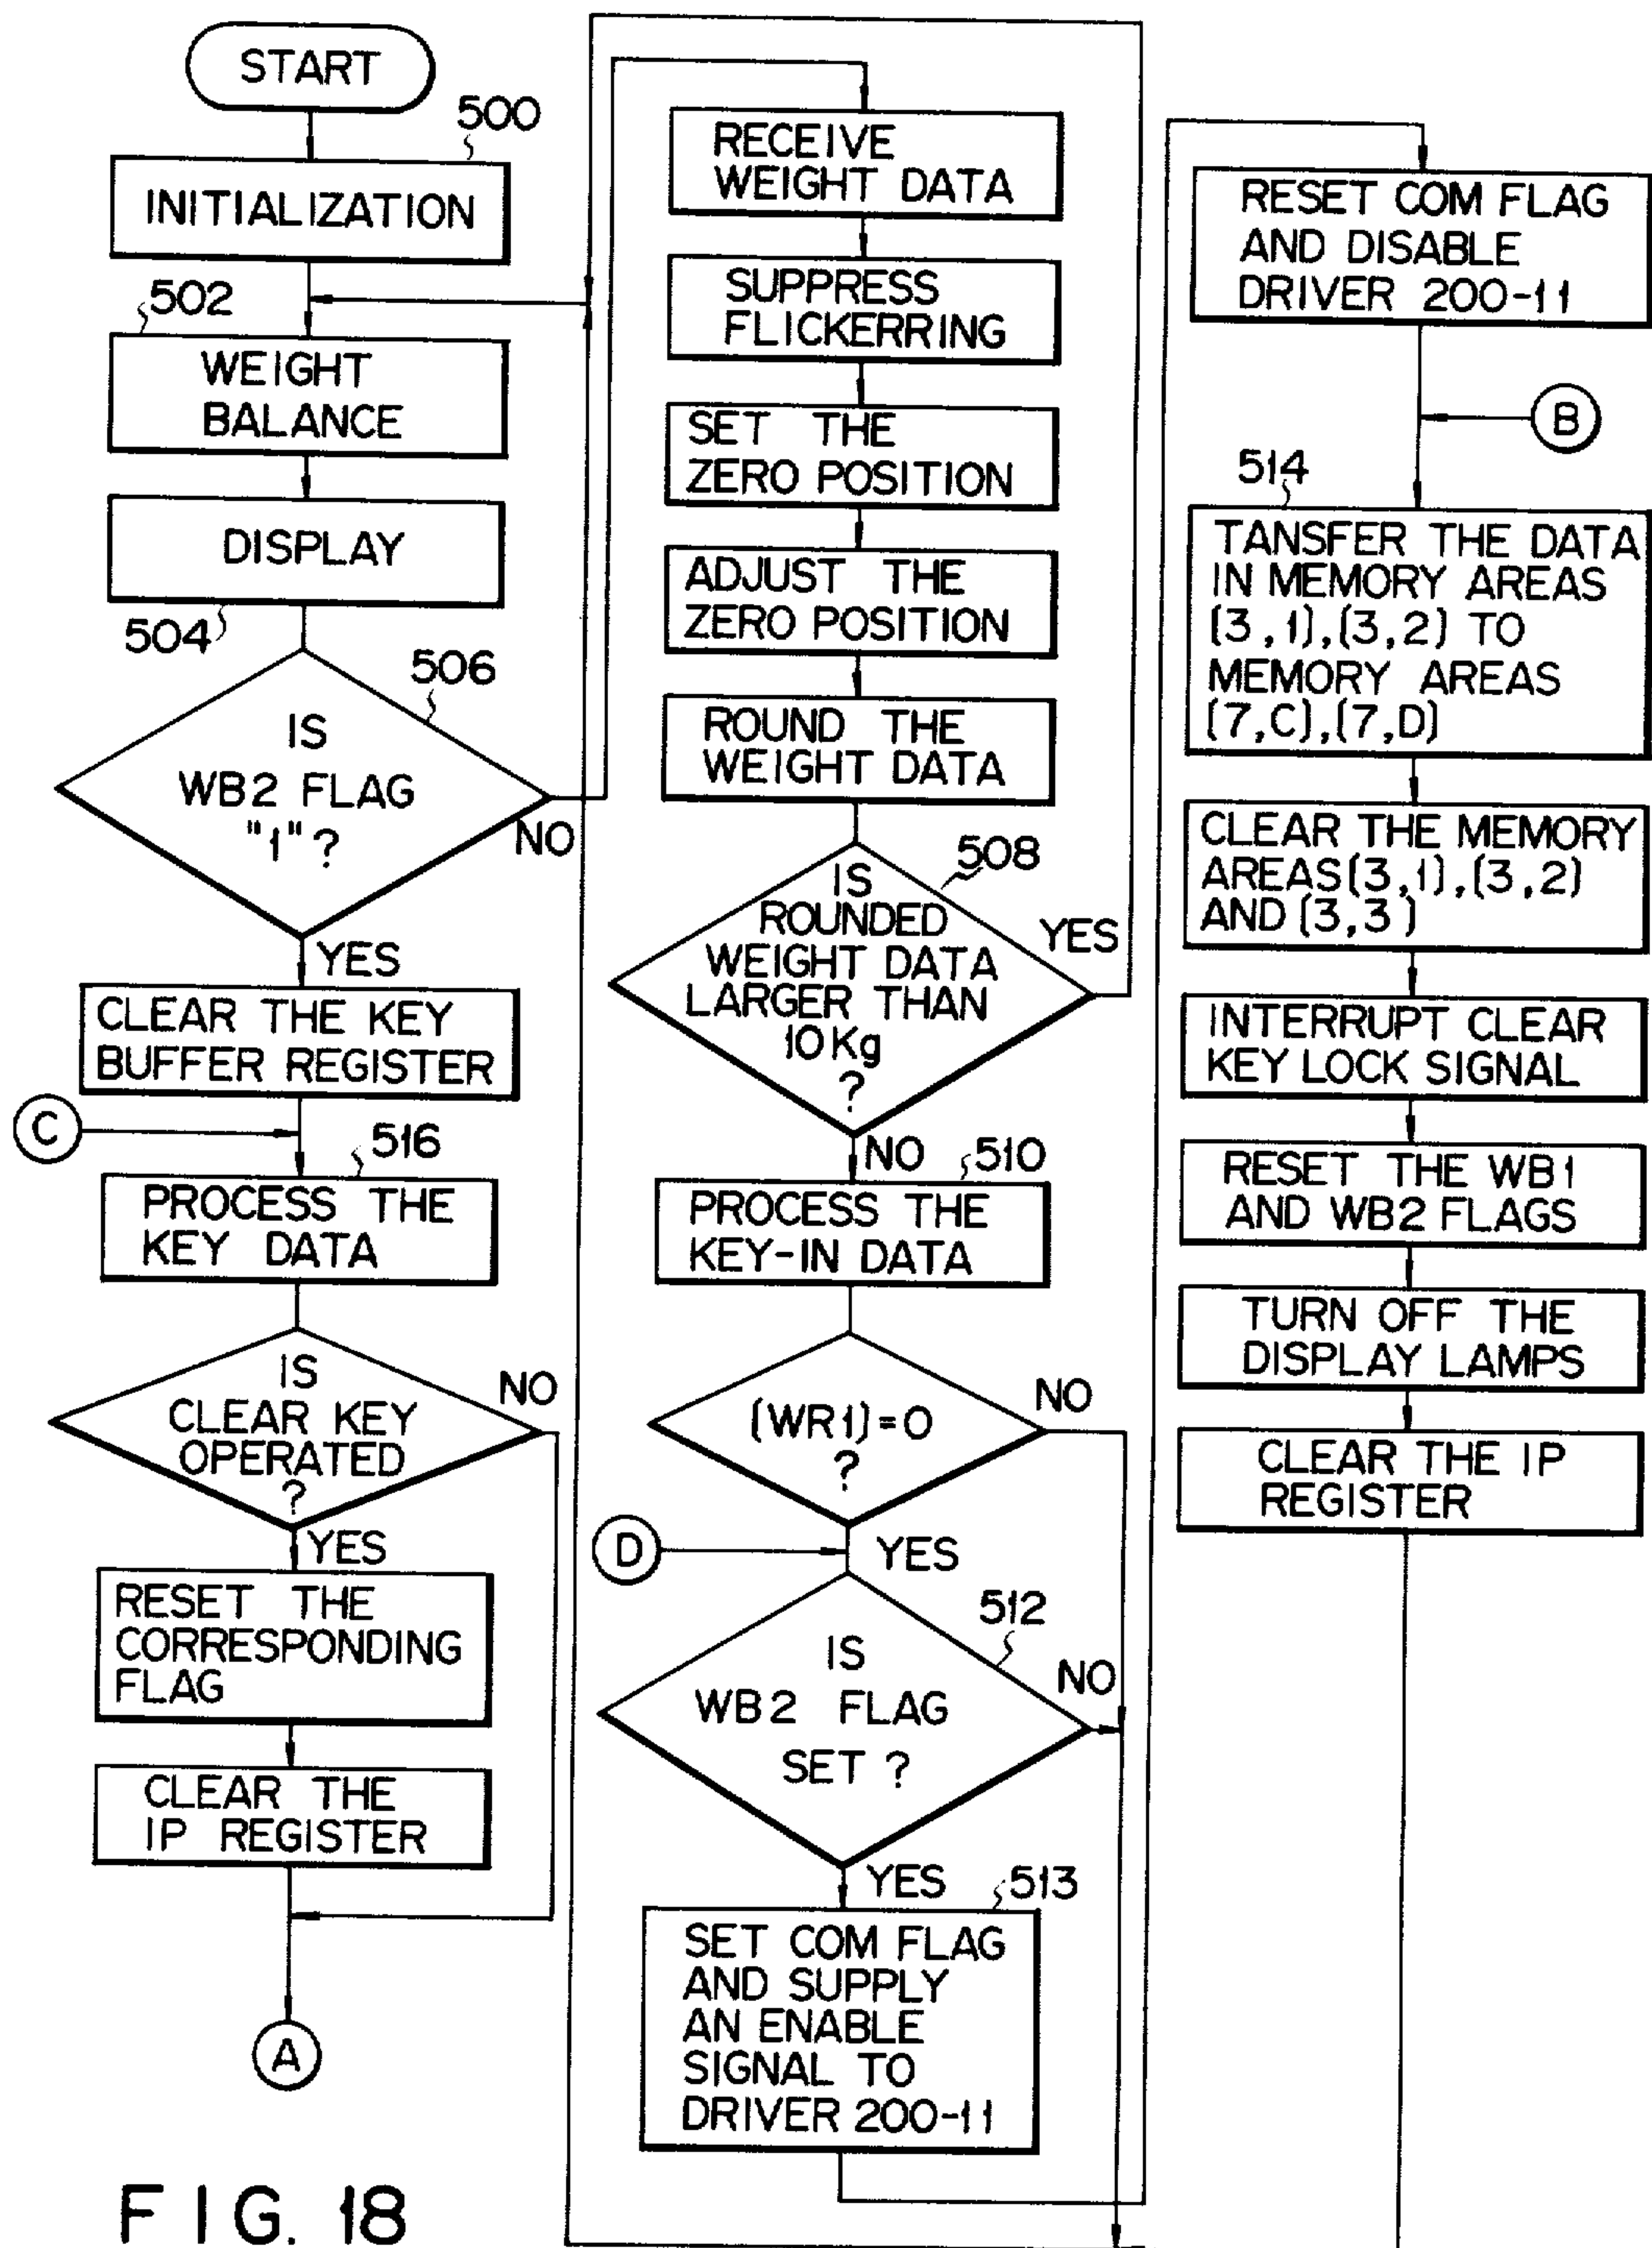 START
500
INITIALIZATION
502
WEIGHT
BALANCE
DISPLAY
504
506
IS
WB2 FLAG
"1" ?
NO
YES
CLEAR THE KEY
BUFFER REGISTER
C
516
PROCESS THE
KEY DATA
IS
CLEAR KEY
OPERATED
?
NO
YES
RESET THE
CORRESPONDING
FLAG
CLEAR THE
IP REGISTER
A
RECEIVE
WEIGHT DATA
SUPPRESS
FLICKERRING
SET THE
ZERO POSITION
ADJUST THE
ZERO POSITION
ROUND THE
WEIGHT DATA
508
IS
ROUNDED
WEIGHT DATA
LARGER THAN
10 Kg
?
YES
NO
510
PROCESS THE
KEY-IN DATA
(WR1)=0
?
NO
D
YES
512
IS
WB2 FLAG
SET ?
NO
YES
513
SET COM FLAG
AND SUPPLY
AN ENABLE
SIGNAL TO
DRIVER 200-11
RESET COM FLAG
AND DISABLE
DRIVER 200-11
B
514
TANSFER THE DATA
IN MEMORY AREAS
(3,1),(3,2) TO
MEMORY AREAS
(7,C),(7,D)
CLEAR THE MEMORY
AREAS(3,1),(3,2)
AND (3,3)
INTERRUPT CLEAR
KEY LOCK SIGNAL
RESET THE WB1
AND WB2 FLAGS
TURN OFF THE
DISPLAY LAMPS
CLEAR THE IP
REGISTER
FIG. 18